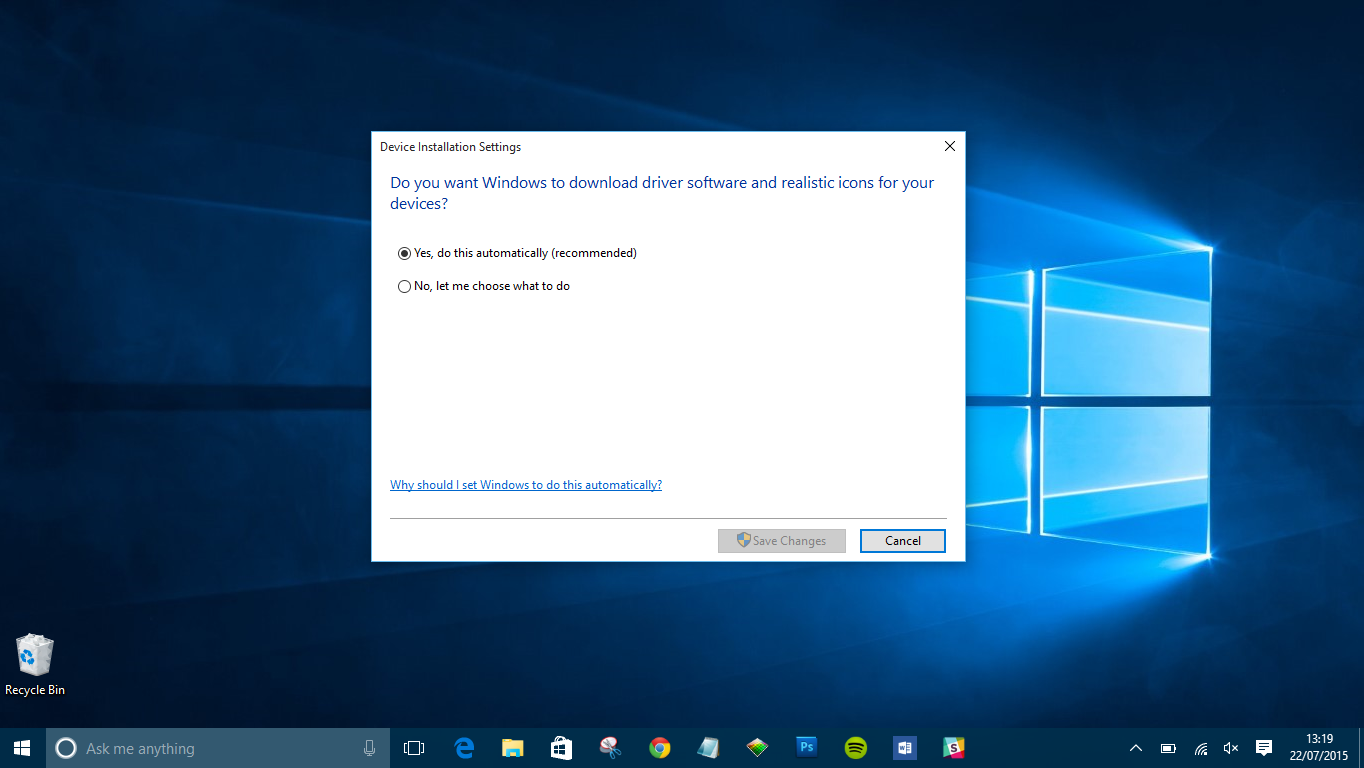 Device Installation Settings
Do you want Windows to download driver software and realistic icons for your
devices?
Yes, do this automatically (recommended)
No, let me choose what to do
Why should I set Windows to do this automatically?
Save Changes
Cancel
Recycle Bin
Ask me anything
Ps
13:19
22/07/2015